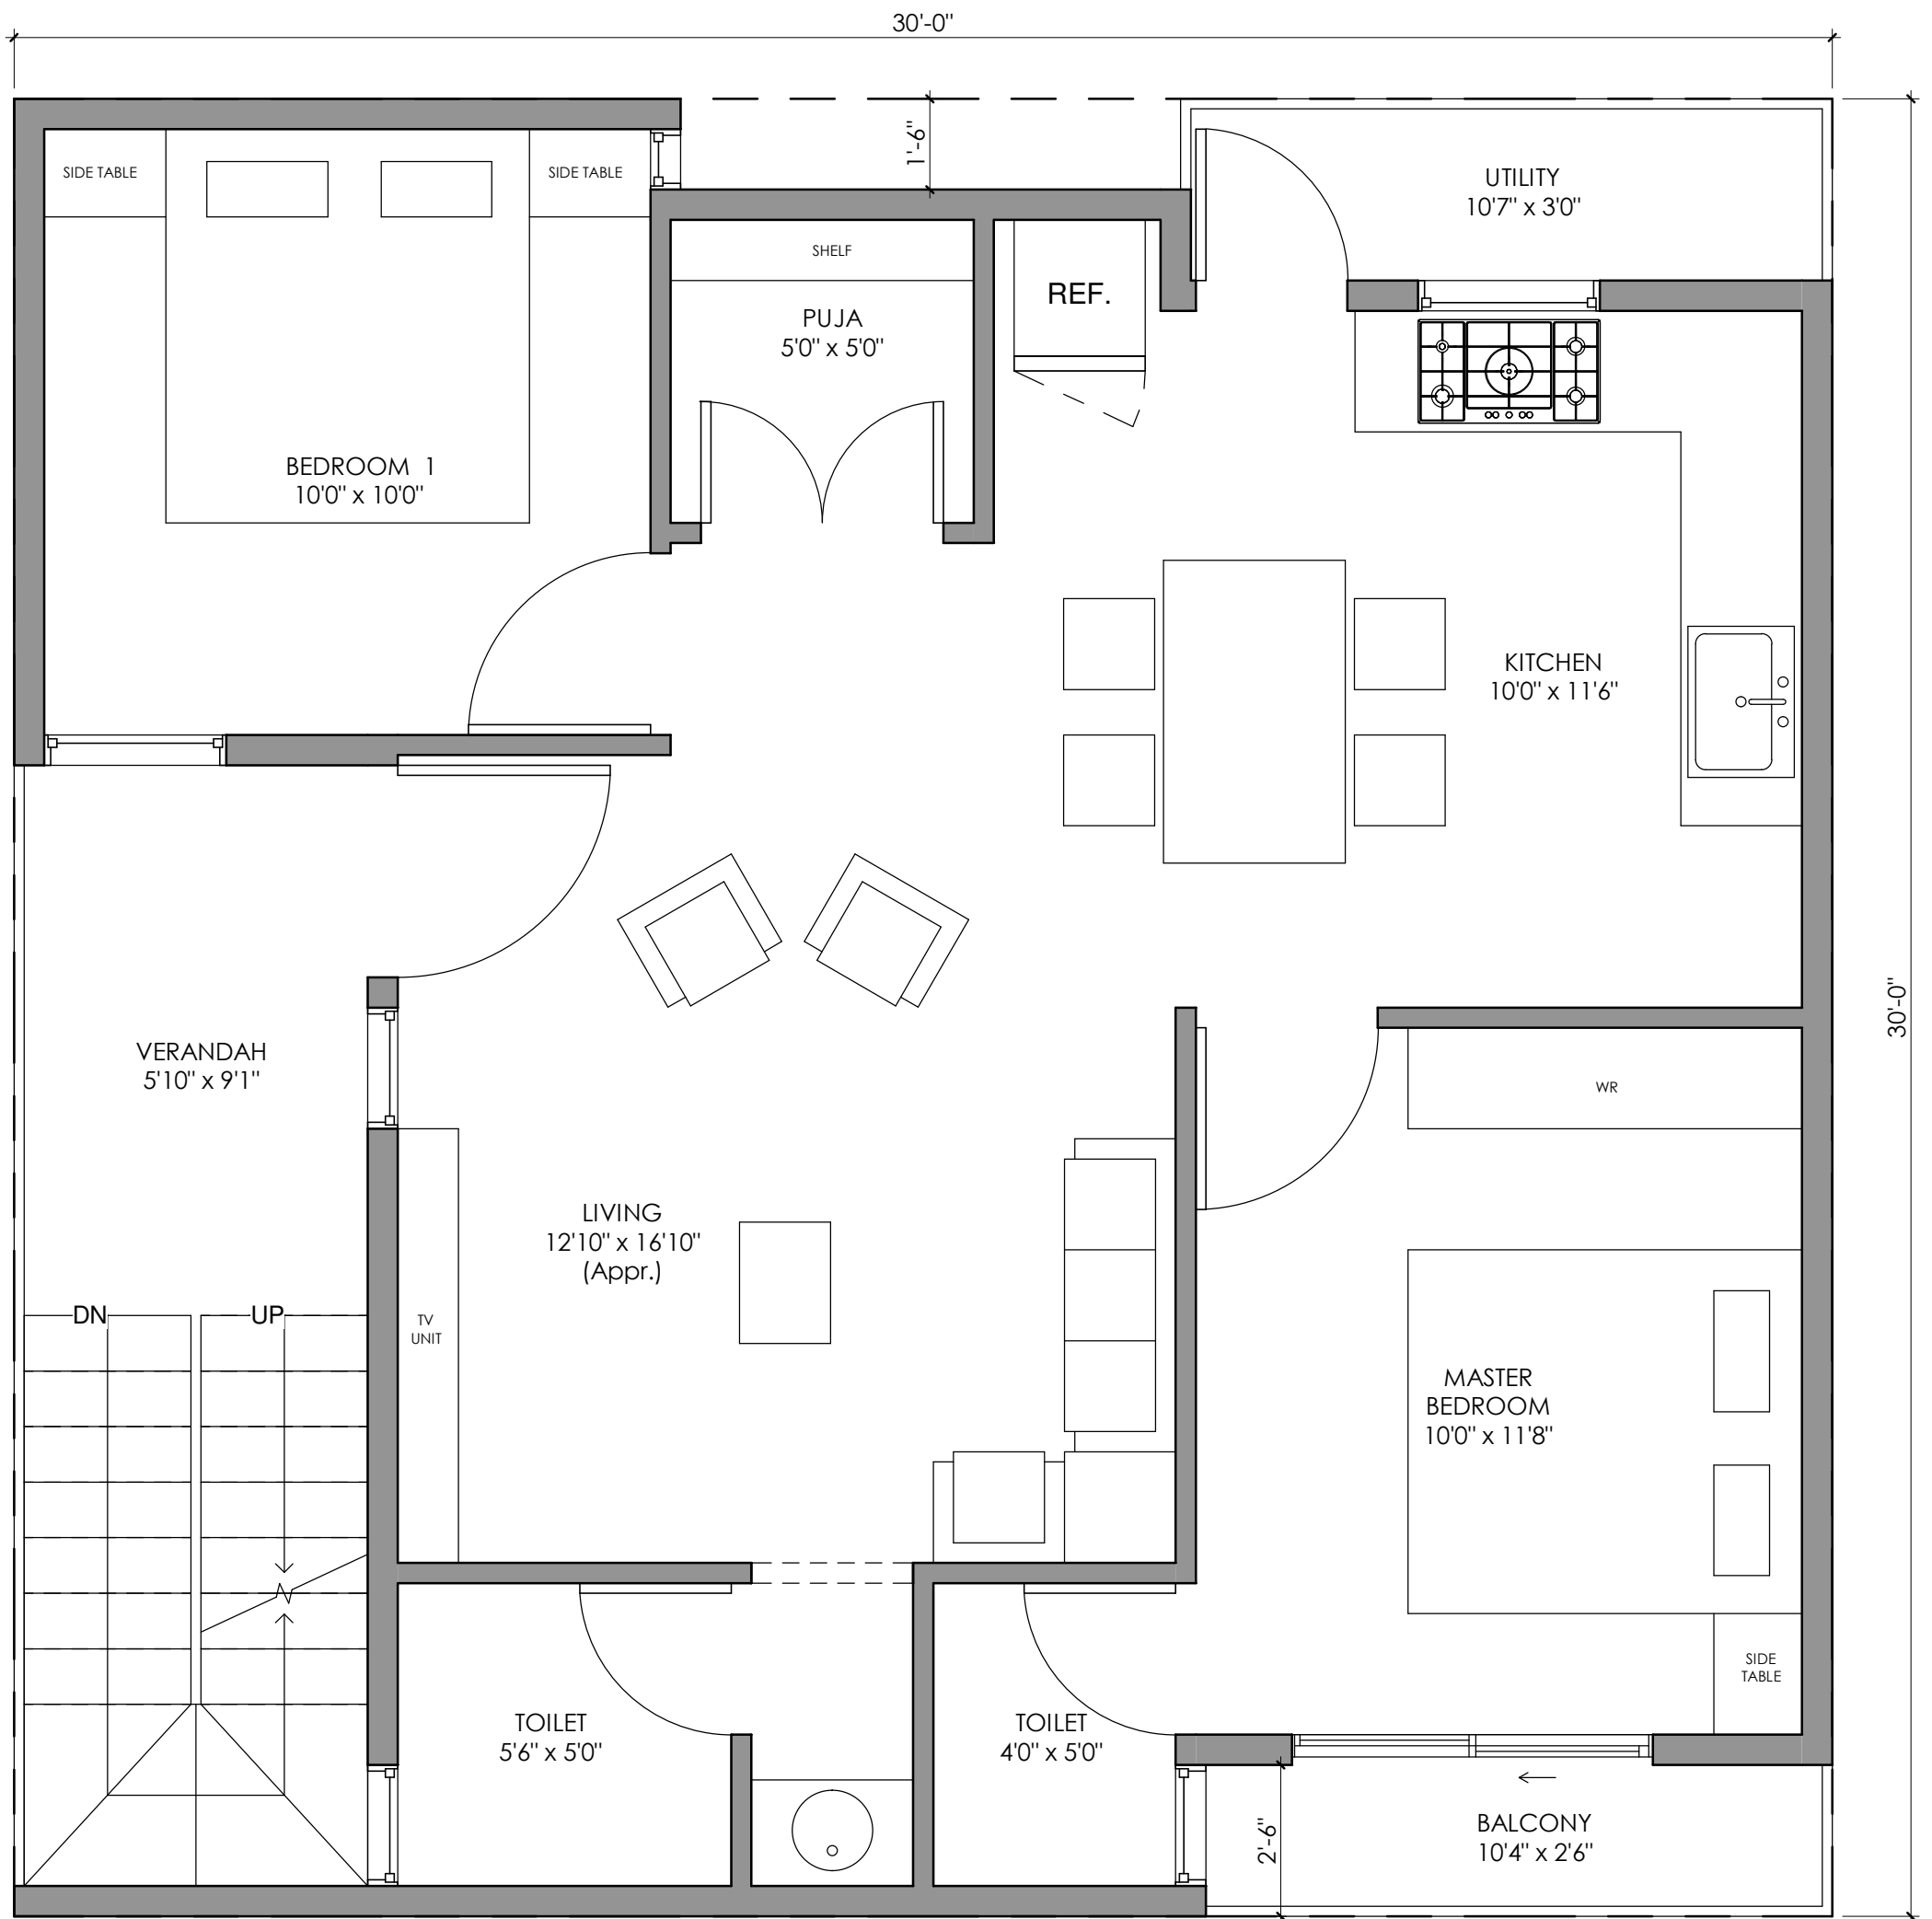 30'-0"
1'-6"
SIDE TABLE
SIDE TABLE
UTILITY
10'7" x 3'0"
SHELF
REF.
PUJA
5'0" x 5'0"
BEDROOM 1
10'0" x 10'0"
KITCHEN
10'0" x 11'6"
30'-0"
VERANDAH
5'10" x 9'1"
WR
LIVING
12'10" x 16'10"
(Appr.)
DN
UP
TV
UNIT
MASTER
BEDROOM
10'0" x 11'8"
SIDE
TABLE
TOILET
5'6" x 5'0"
TOILET
4'0" x 5'0"
2'-6"
BALCONY
10'4" x 2'6"